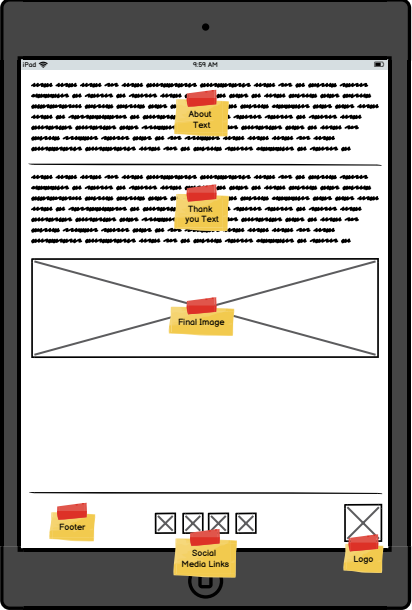 iPad
9:59 AM
About
Text
Thank
you Text
Final Image
Footer
Social
Media Links
Logo